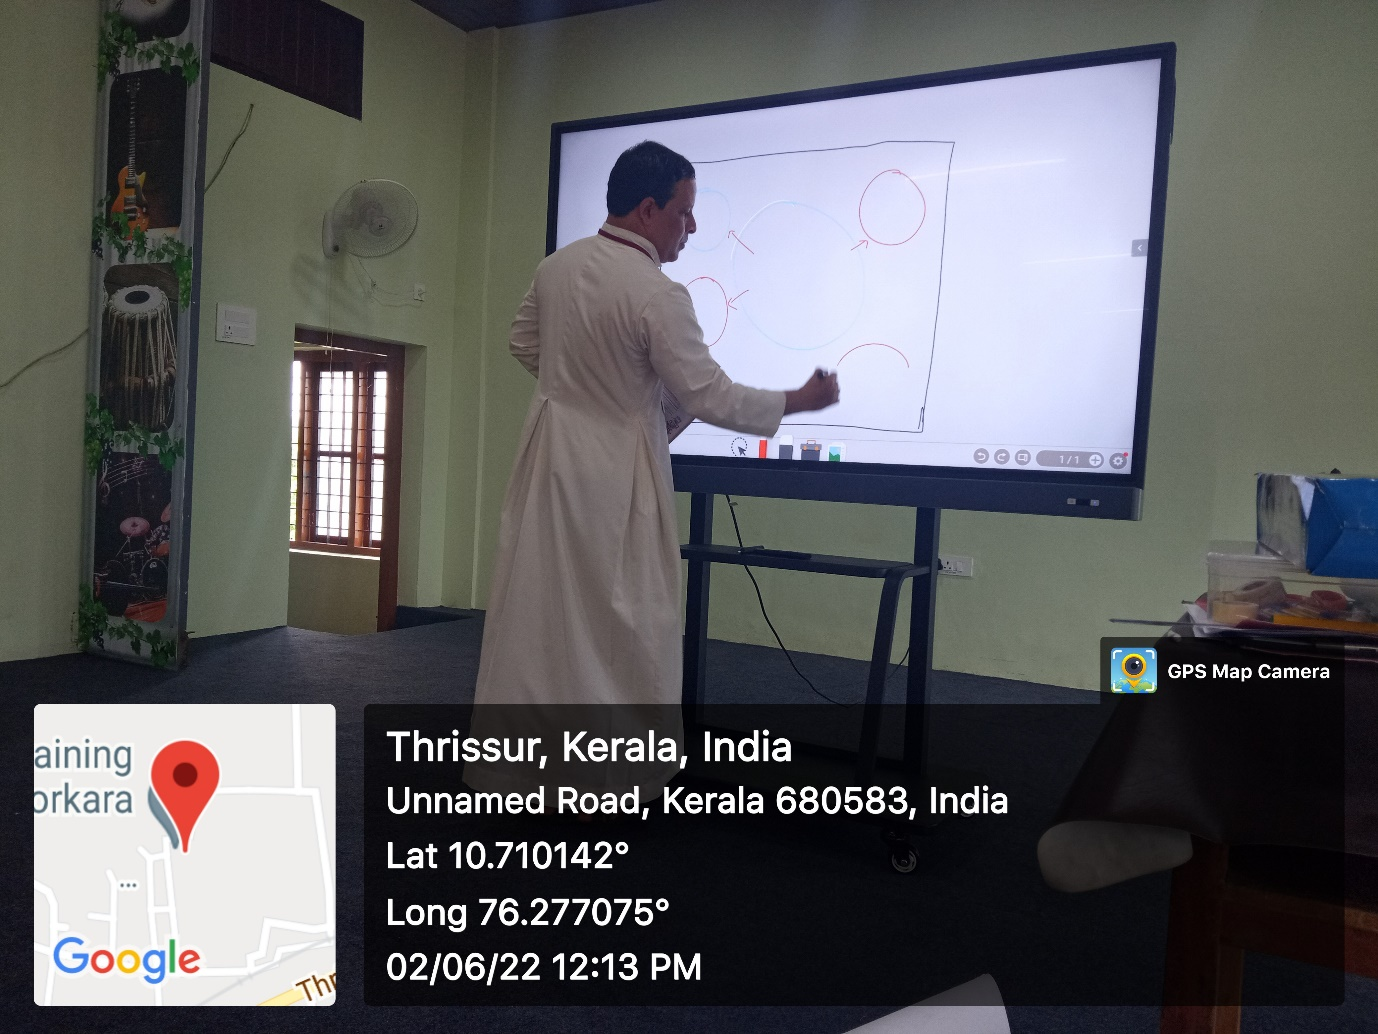 1/1
GPS Map Camera
aining
orkara
...
Google
Thr
Thrissur, Kerala, India
Unnamed Road, Kerala 680583, India
Lat 10.710142°
Long 76.277075°
02/06/22 12:13 PM